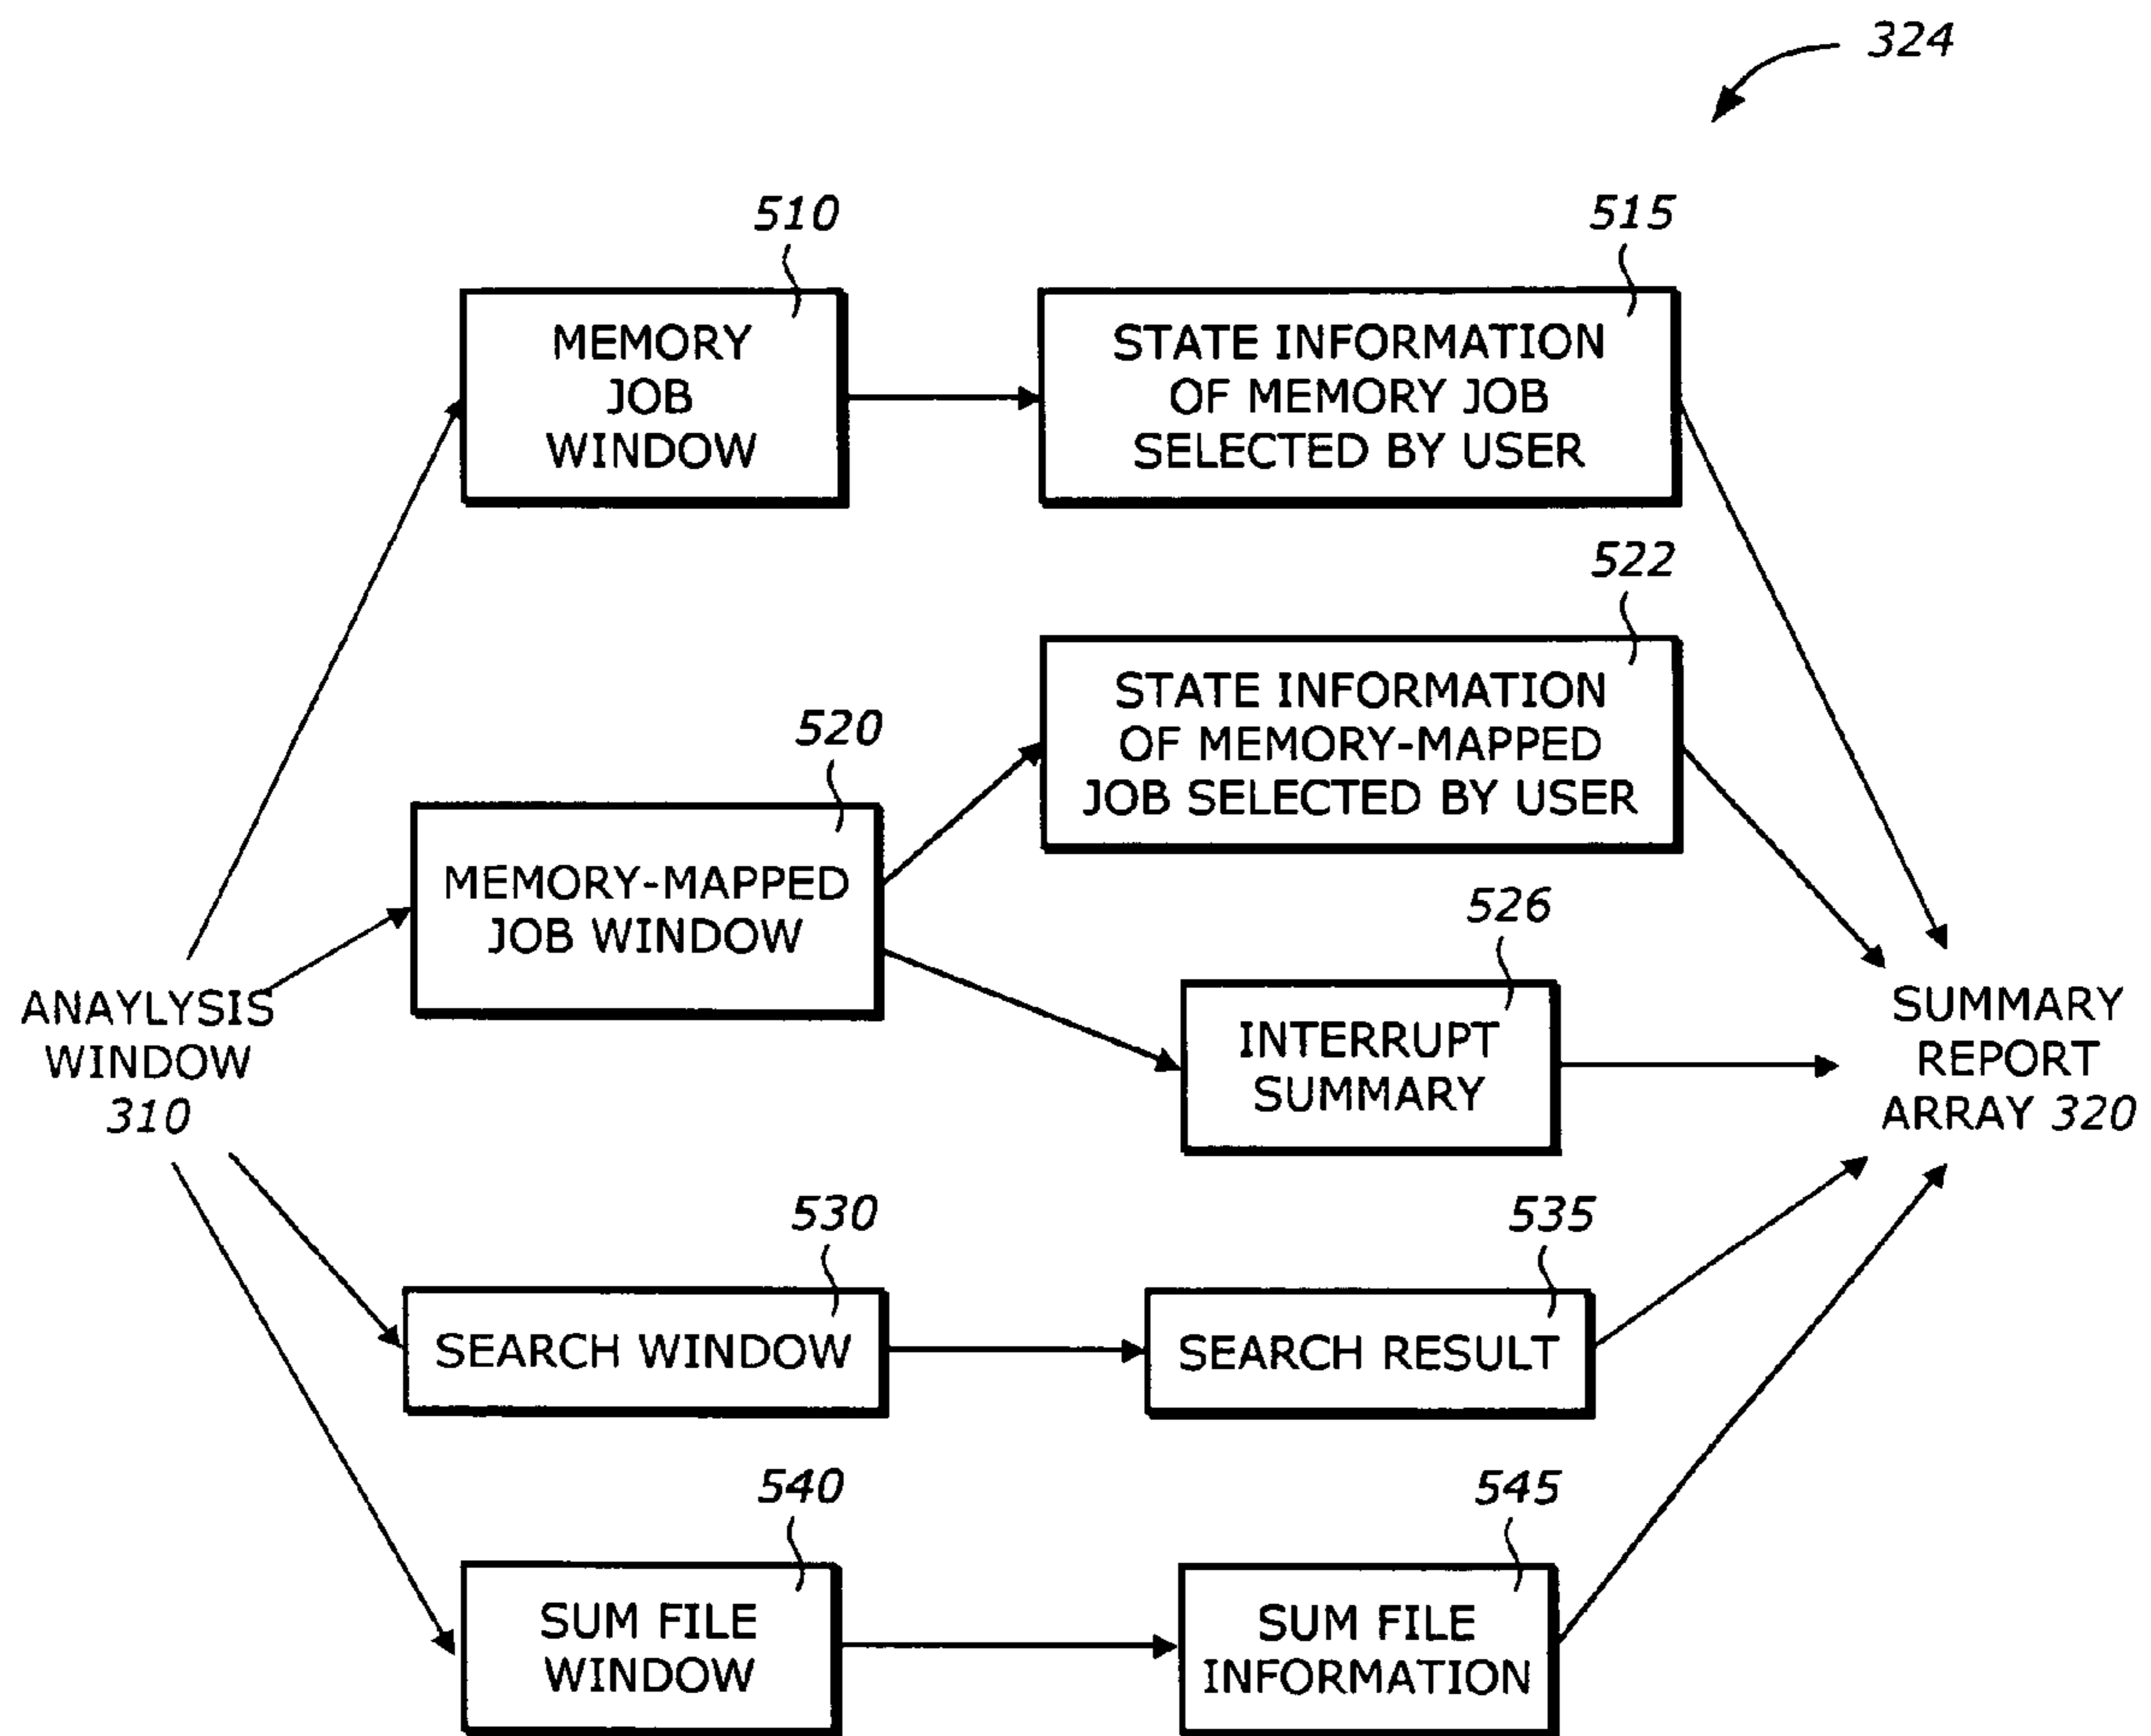 324
510
515
MEMORY
JOB
WINDOW
STATE INFORMATION
OF MEMORY JOB
SELECTED BY USER
522
STATE INFORMATION
OF MEMORY-MAPPED
JOB SELECTED BY USER
520
MEMORY-MAPPED
JOB WINDOW
526
INTERRUPT
SUMMARY
ANAYLYSIS
WINDOW
310
SUMMARY
REPORT
ARRAY 320
530
535
SEARCH WINDOW
SEARCH RESULT
540
545
SUM FILE
WINDOW
SUM FILE
INFORMATION